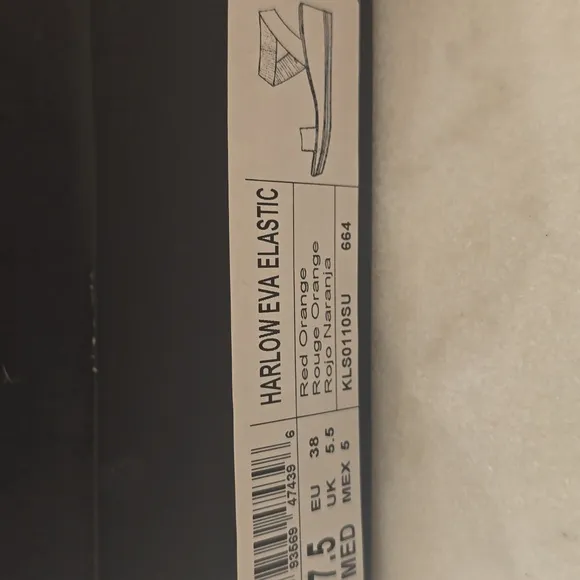 HARLOW EVA ELASTIC
Red Orange
Rouge Orange
Rojo Naranja
KLS0110SU 664
93669 47439 6
7.5
MED
EU 38
UK 5.5
MEX 5